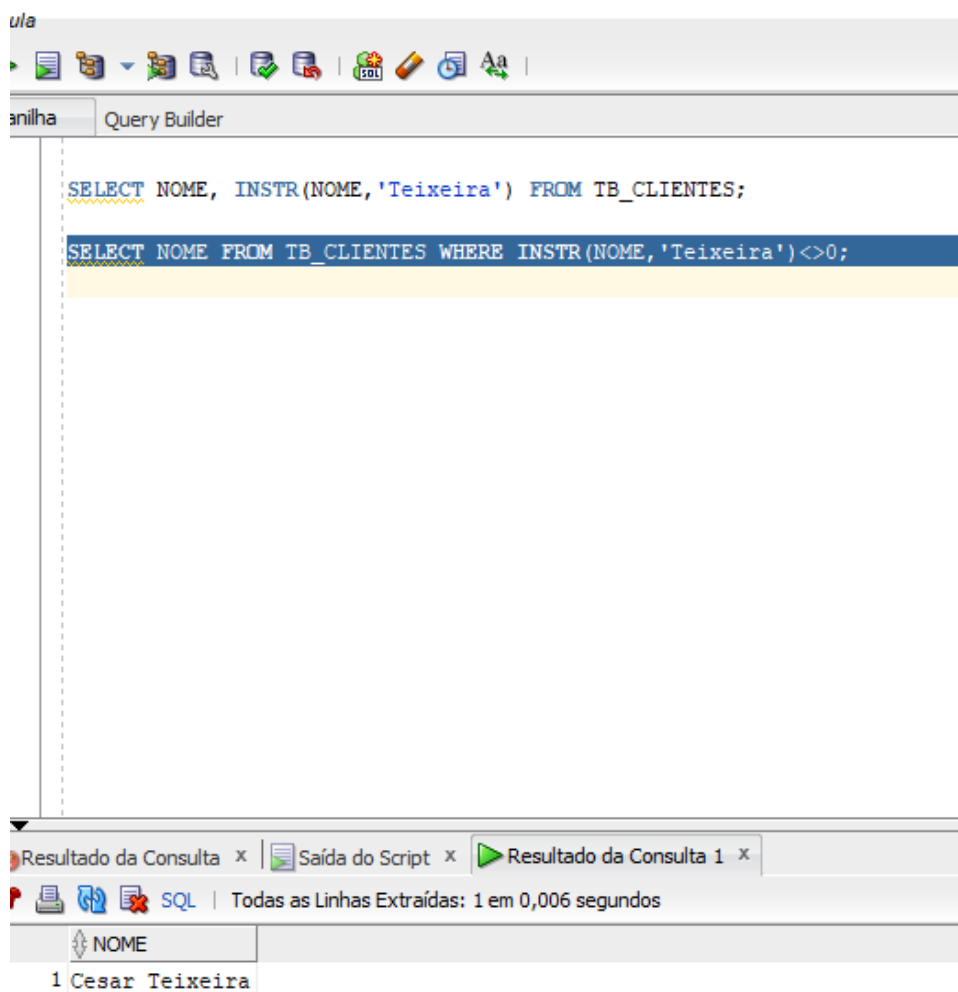 ula
SQL
Aa
anilha Query Builder
SELECT NOME, INSTR(NOME,'Teixeira') FROM TB_CLIENTES;
SELECT NOME FROM TB_CLIENTES WHERE INSTR(NOME,'Teixeira')<>0;
Resultado da Consulta x Saída do Script x Resultado da Consulta 1 x
SQL | Todas as Linhas Extraídas: 1 em 0,006 segundos
NOME
1 Cesar Teixeira